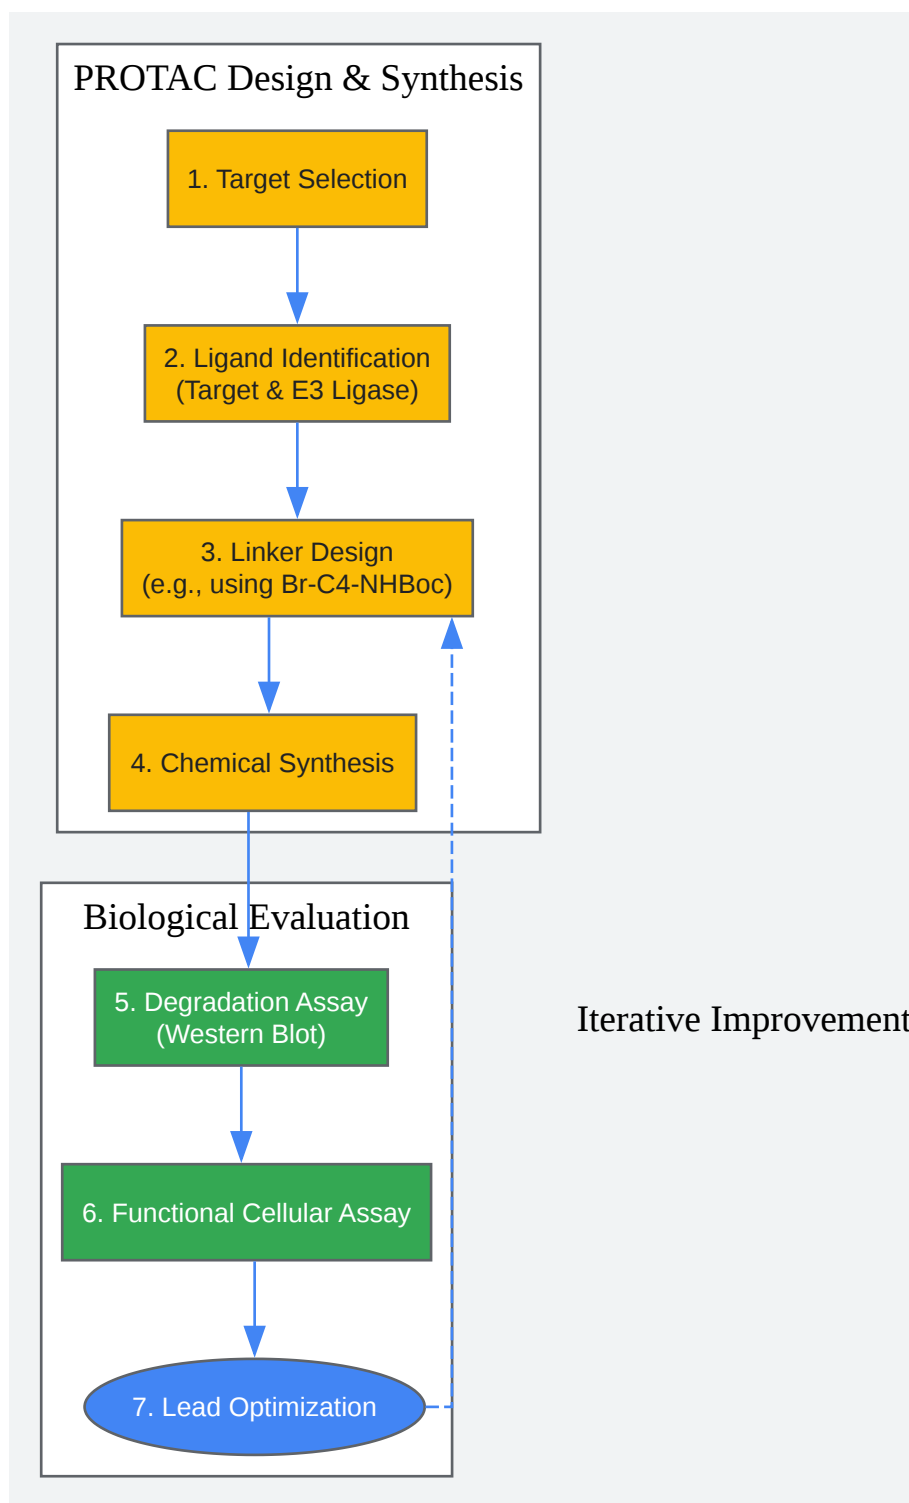 PROTAC Design & Synthesis
1. Target Selection
2. Ligand Identification
(Target & E3 Ligase)
3. Linker Design
(e.g., using Br-C4-NHBoc)
4. Chemical Synthesis
Biological Evaluation
5. Degradation Assay
(Western Blot)
Iterative Improvement
6. Functional Cellular Assay
7. Lead Optimization